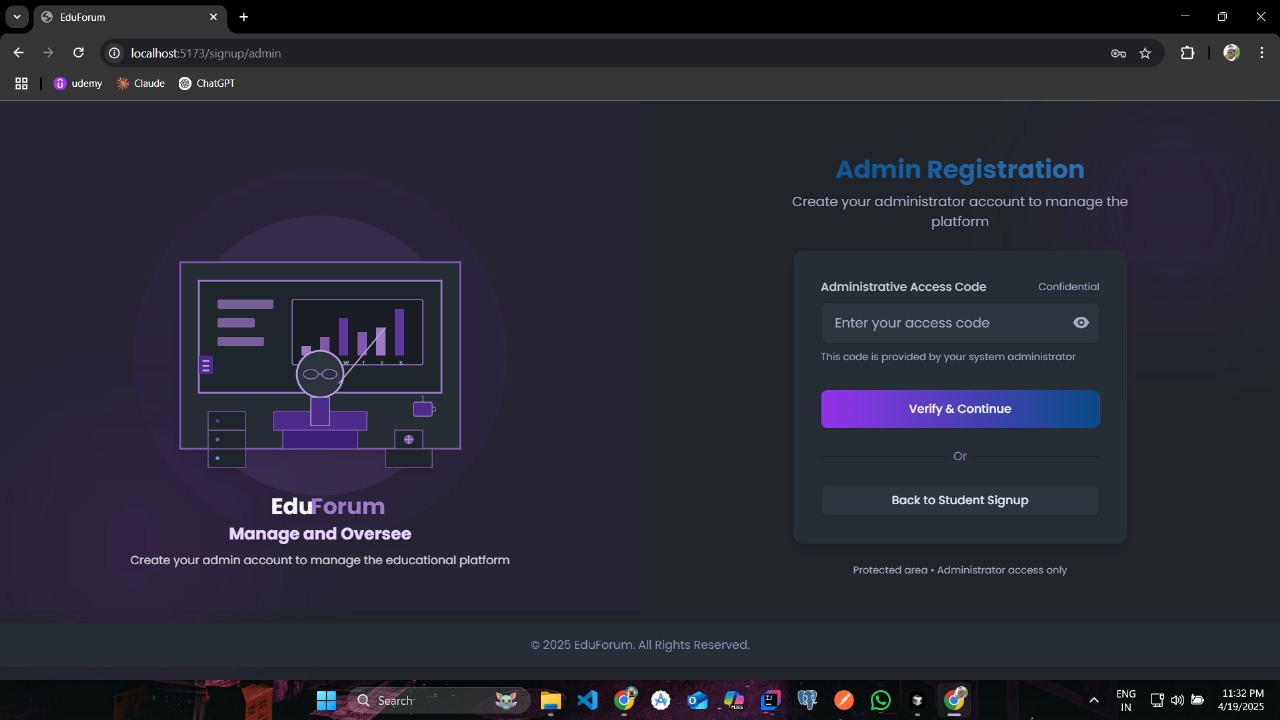 EduForum
localhost:5173/signup/admin
udemy
Claude
ChatGPT
W T F S
EduForum
Manage and Oversee
Create your admin account to manage the educational platform
Admin Registration
Create your administrator account to manage the
platform
Administrative Access Code
Confidential
Enter your access code
This code is provided by your system administrator
Verify & Continue
Or
Back to Student Signup
Protected area • Administrator access only
© 2025 EduForum. All Rights Reserved.
Search
ENG
IN
11:32 PM
4/19/2025